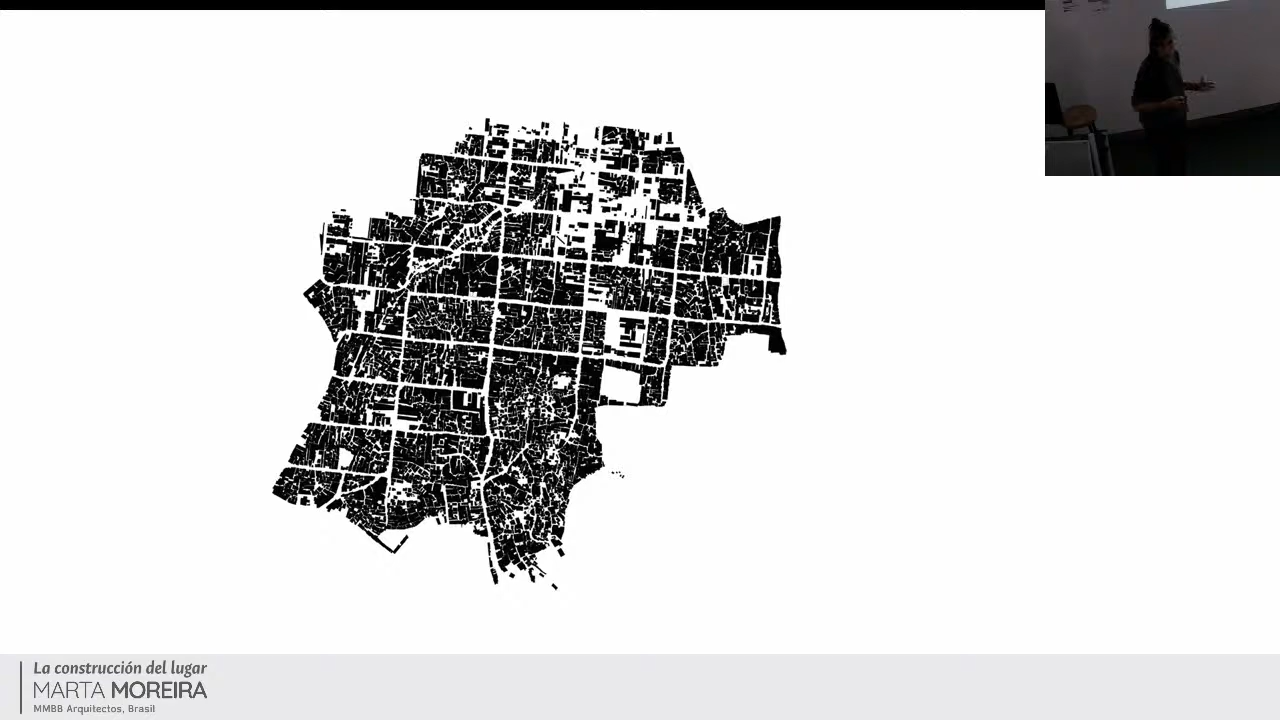 La construcción del lugar
MARTA MOREIRA
MMBB Arquitectos, Brasil